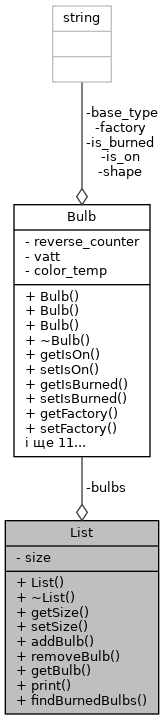 string
-base_type
-factory
-is_burned
-is_on
-shape
Bulb
- reverse_counter
- vatt
- color_temp
+ Bulb()
+ Bulb()
+ Bulb()
+ ~Bulb()
+ getIsOn()
+ setIsOn()
+ getIsBurned()
+ setIsBurned()
+ getFactory()
+ setFactory()
і ще 11...
-bulbs
List
- size
+ List()
+ ~List()
+ getSize()
+ setSize()
+ addBulb()
+ removeBulb()
+ getBulb()
+ print()
+ findBurnedBulbs()